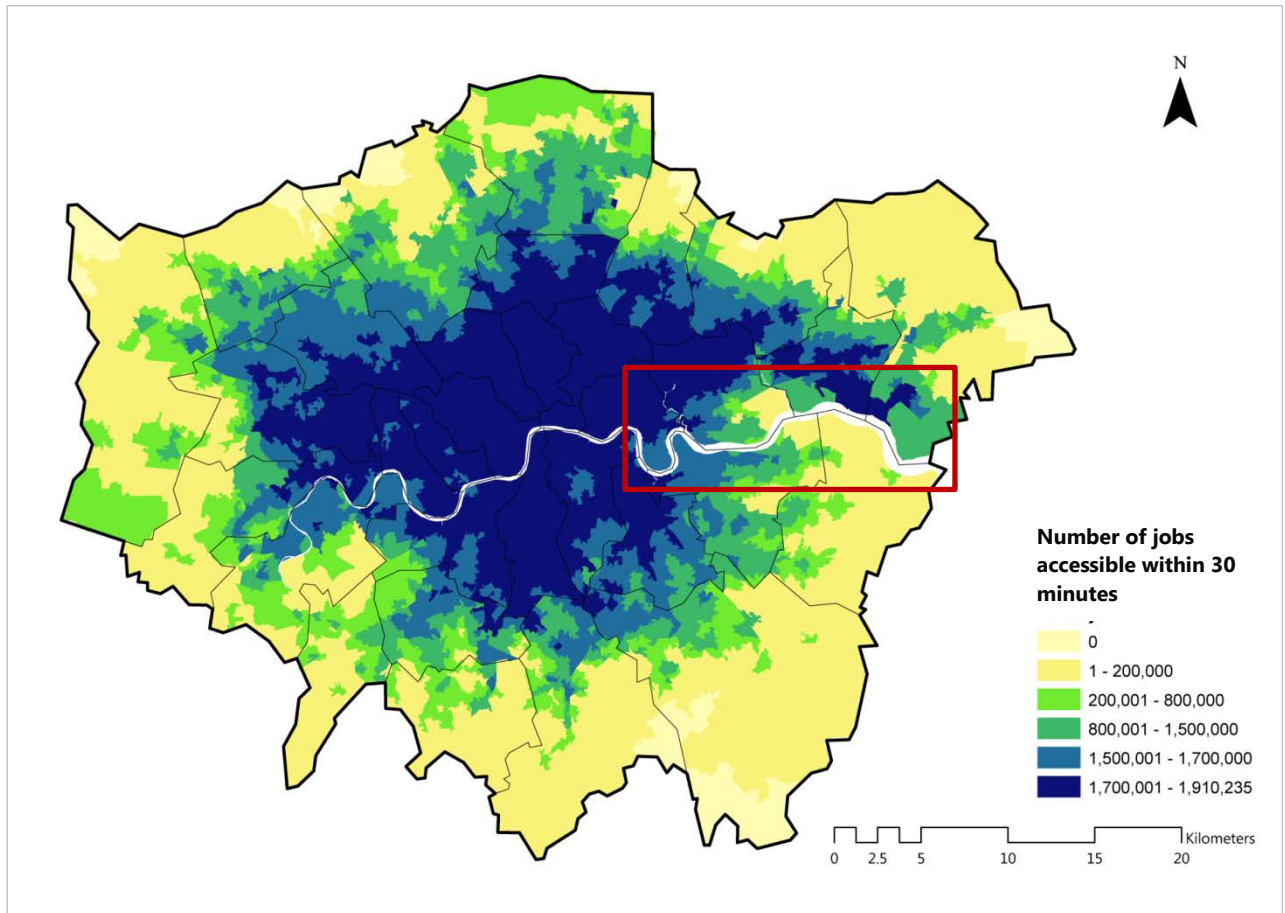 N
Number of jobs
accessible within 30
minutes
0
1 - 200,000
200,001 - 800,000
800,001 - 1,500,000
1,500,001 - 1,700,000
1,700,001 - 1,910,235
Kilometers
0 2.5 5 10 15 20